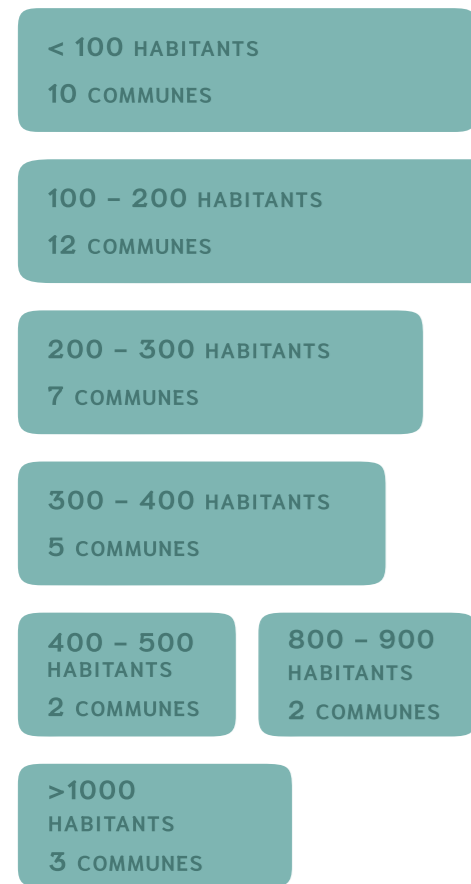 < 100 HABITANTS
10 COMMUNES
100 – 200 HABITANTS
12 COMMUNES
200 – 300 HABITANTS
7 COMMUNES
300 – 400 HABITANTS
5 COMMUNES
400 – 500
HABITANTS
2 COMMUNES
800 – 900
HABITANTS
2 COMMUNES
>1000
HABITANTS
3 COMMUNES